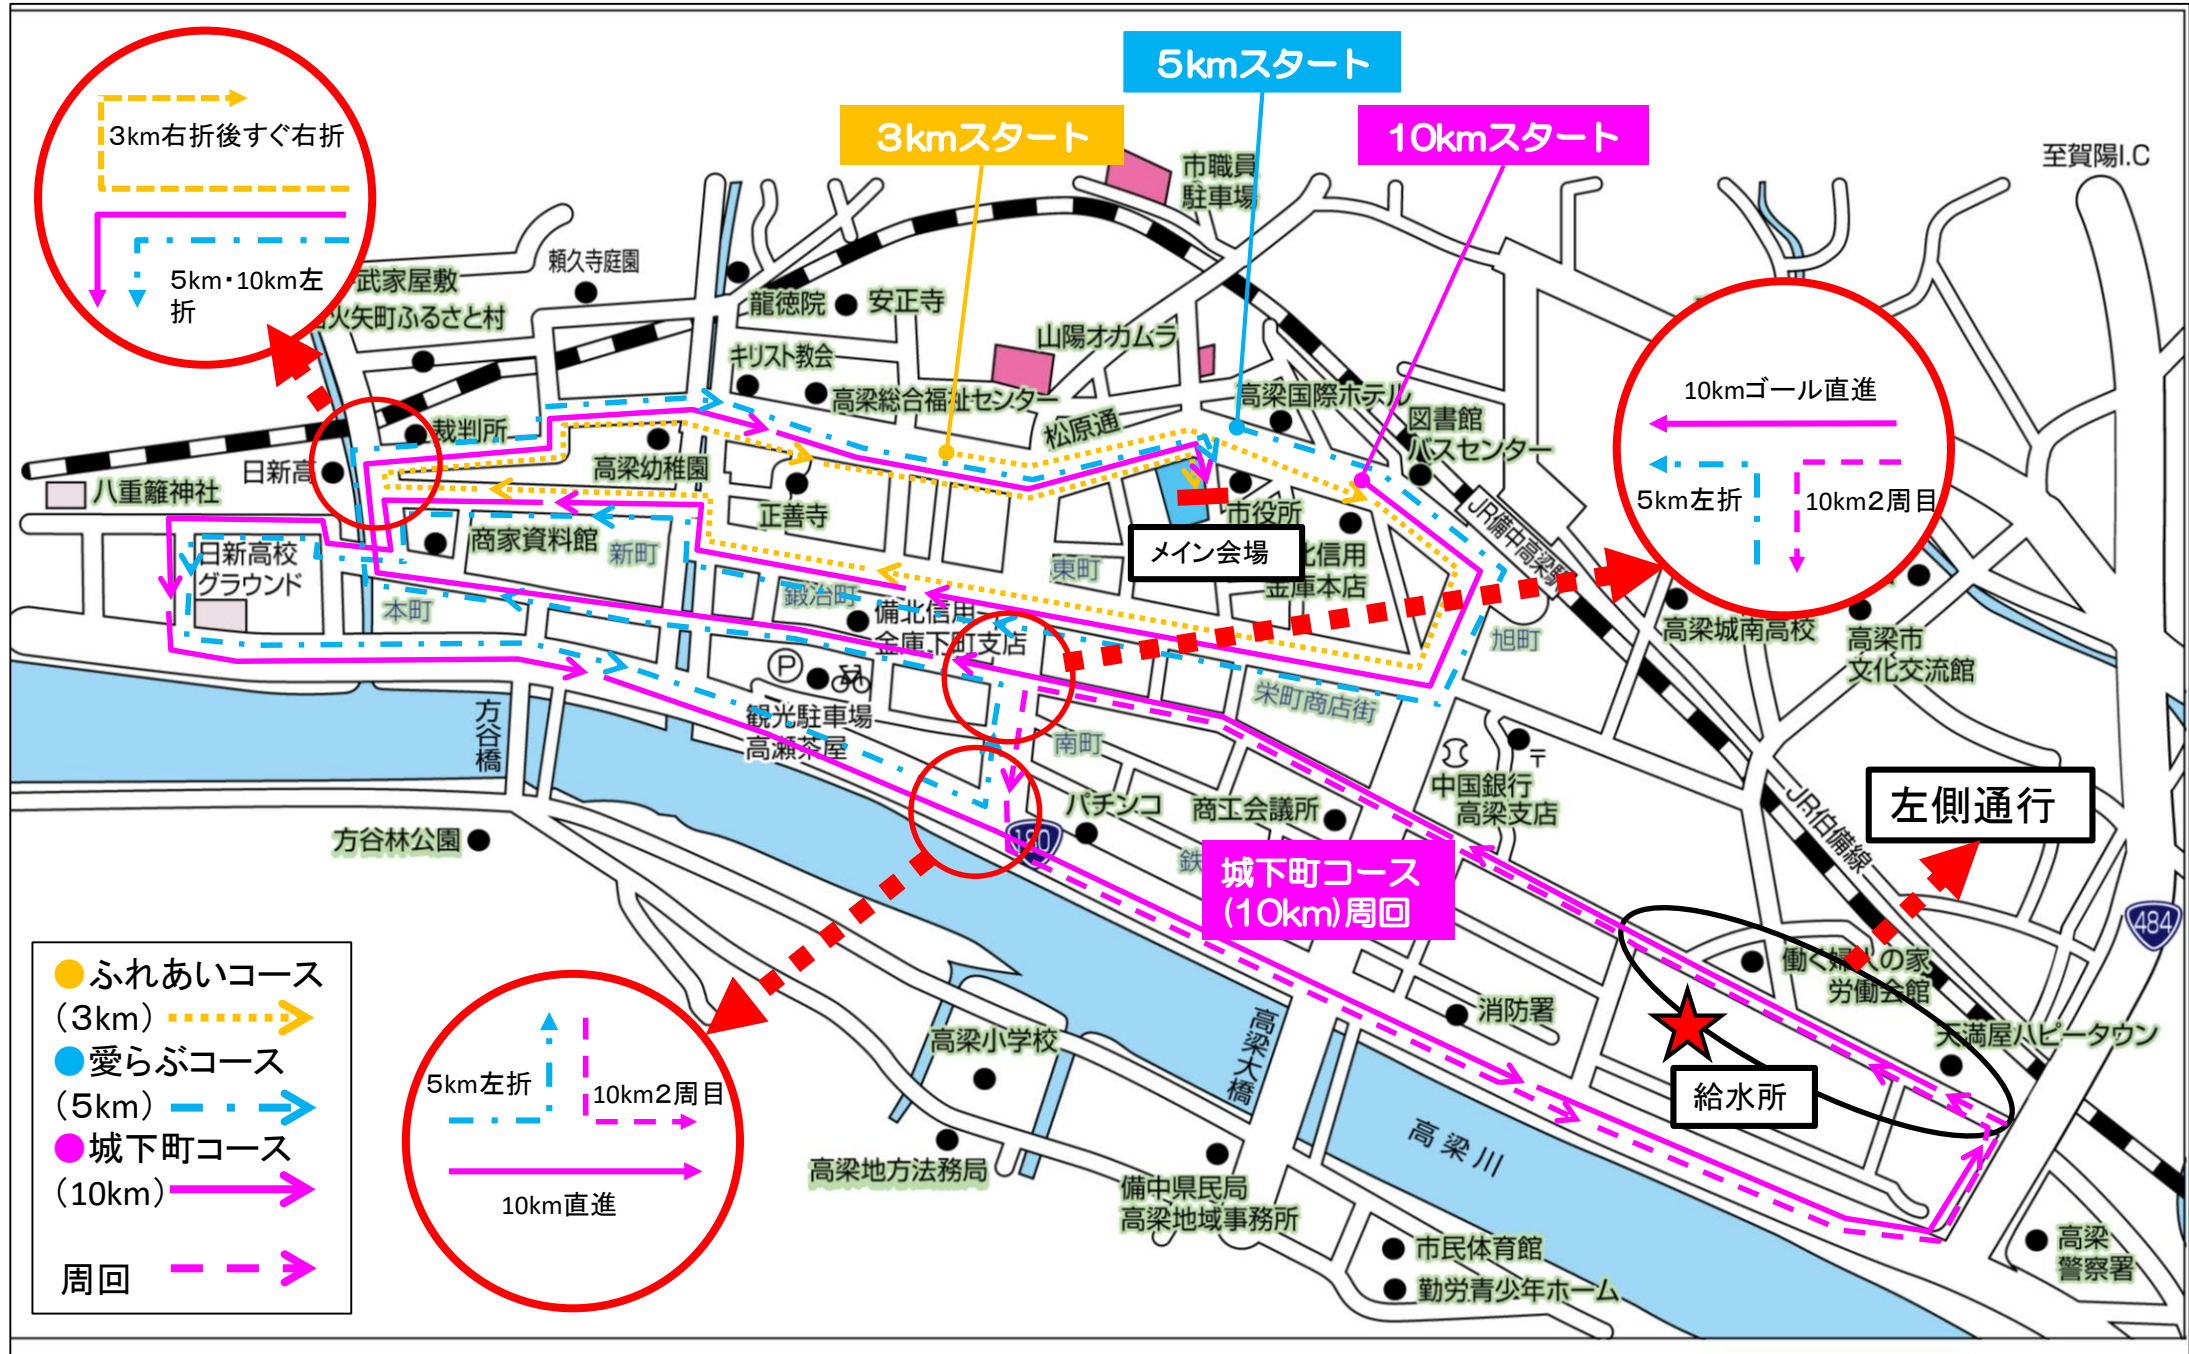 5kmスタート
3kmスタート
10kmスタート
3km右折後すぐ右折
5km・10km左
折
市職員
駐車場
至賀陽I.C
武家屋敷
火矢町ふるさと村
頼久寺庭園
龍徳院
安正寺
山陽オカムラ
キリスト教会
高梁総合福祉センター
松原通
高梁国際ホテル
図書館
バスセンター
10kmゴール直進
5km左折
10km2周目
裁判所
日新高
高梁幼稚園
八重籬神社
正善寺
市役所
メイン会場
北信用
金庫本店
JR備中高梁駅
商家資料館
新町
東町
日新高校
グラウンド
本町
鍛冶町
備北信用
金庫下町支店
旭町
高梁城南高校
高梁市
文化交流館
栄町商店街
P
観光駐車場
高瀬茶屋
方谷橋
南町
〒
中国銀行
高梁支店
JR伯備線
左側通行
パチンコ
商工会議所
180
鉄
方谷林公園
城下町コース
(10km)周回
484
働く婦人の家
労働会館
天満屋ハピータウン
消防署
給水所
高梁大橋
高梁小学校
高梁川
高梁地方法務局
備中県民局
高梁地域事務所
市民体育館
勤労青少年ホーム
高梁
警察署
5km左折
10km2周目
10km直進
ふれあいコース
(3km)
愛らぶコース
(5km)
城下町コース
(10km)
周回